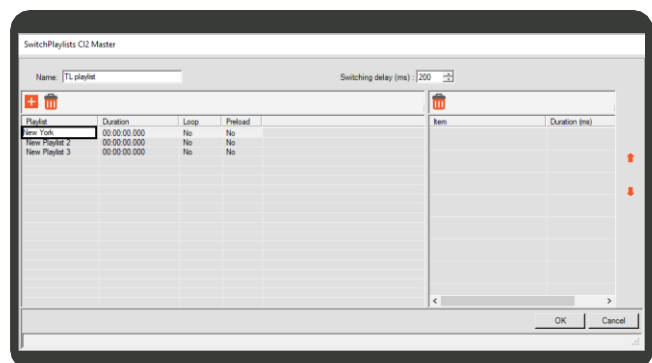 SwitchPlaylists CI2 Master
Name: TL playlist Switching delay (ms) : 200
Playlist Duration Loop Preload Item Duration (ms)
New York 00:00:00.000 No No
New Playlist 2 00:00:00.000 No No
New Playlist 3 00:00:00.000 No No
OK Cancel